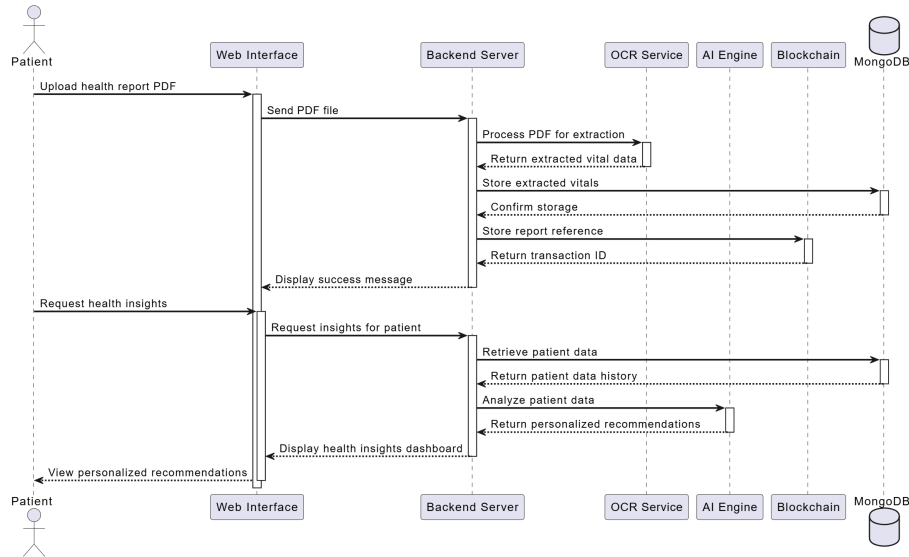 Patient
Web Interface
Backend Server
OCR Service
AI Engine
Blockchain
MongoDB
Upload health report PDF
Send PDF file
Process PDF for extraction
Return extracted vital data
Store extracted vitals
Confirm storage
Store report reference
Return transaction ID
Display success message
Request health insights
Request insights for patient
Retrieve patient data
Return patient data history
Analyze patient data
Return personalized recommendations
Display health insights dashboard
View personalized recommendations
Patient
Web Interface
Backend Server
OCR Service
AI Engine
Blockchain
MongoDB